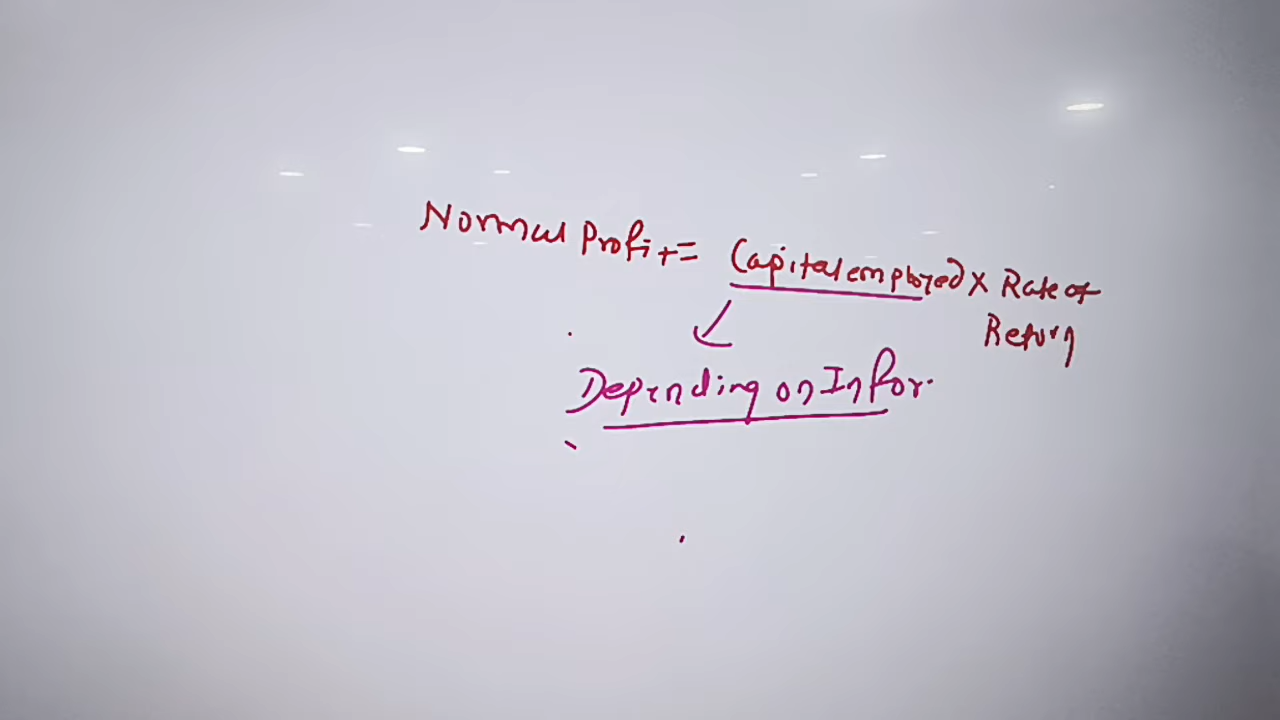 Normal Profit = Capital employed X Rate of
Return
Depending on Infor.